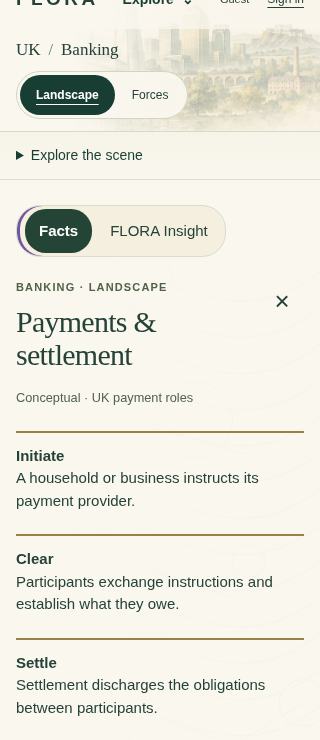 FLORA Explore Guest Sign in
UK / Banking
Landscape Forces
Explore the scene
Facts FLORA Insight
BANKING · LANDSCAPE
Payments &
settlement
Conceptual · UK payment roles
Initiate
A household or business instructs its
payment provider.
Clear
Participants exchange instructions and
establish what they owe.
Settle
Settlement discharges the obligations
between participants.